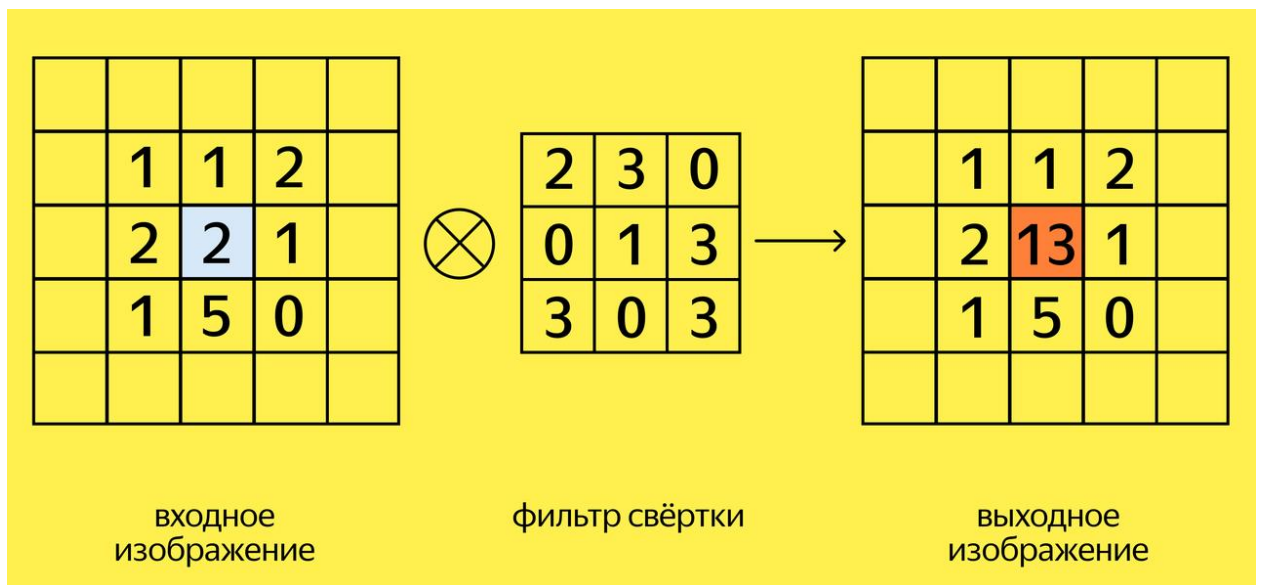 1 1 2 2 3 0 1 1 2
2 2 1 0 1 3 2 13 1
1 5 0 3 0 3 1 5 0
входное
изображение
фильтр свёртки
выходное
изображение